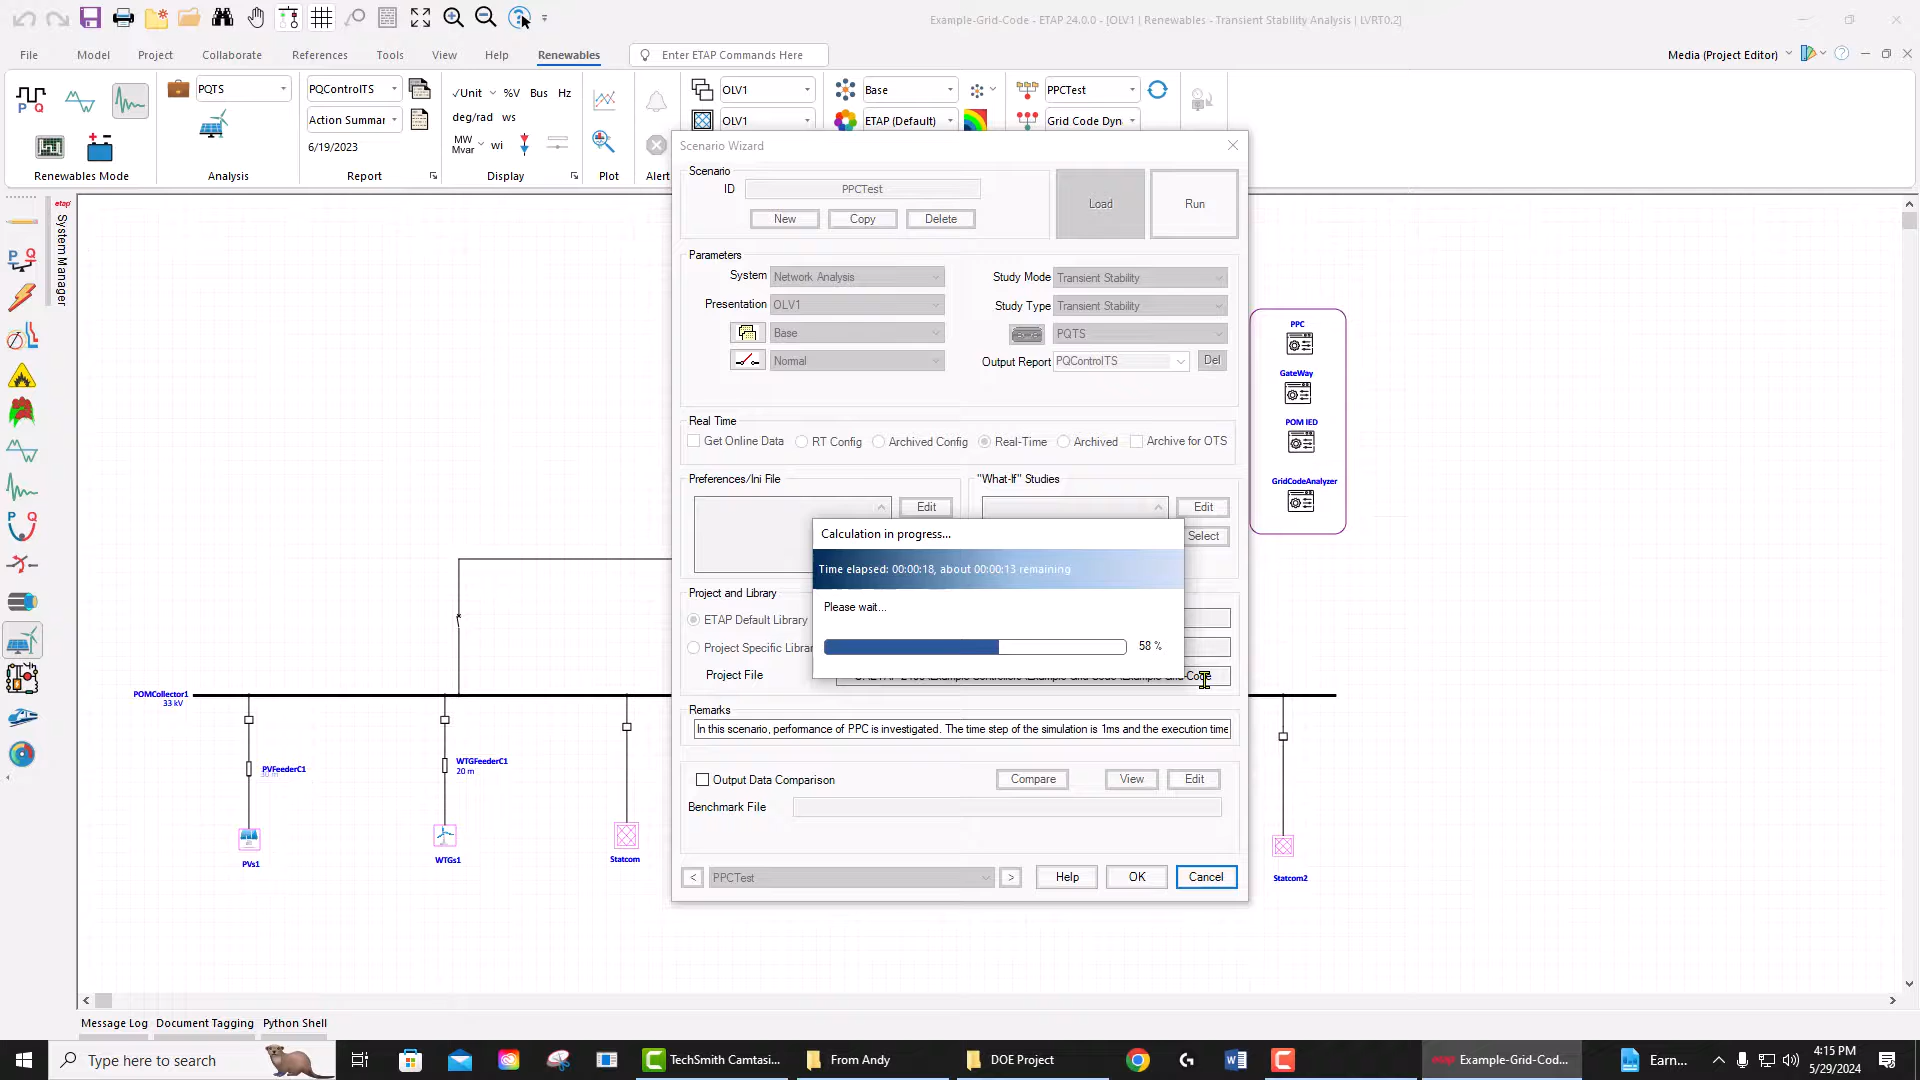 Example-Grid-Code - ETAP 24.0.0 - [OLV1 | Renewables - Transient Stability Analysis | LVRT0.2]
File Model Project Collaborate References Tools View Help Renewables Enter ETAP Commands Here Media (Project Editor)
PQTS PQControlTS √Unit %V Bus Hz OLV1 Base PPCTest
Action Summar deg/rad ws OLV1 ETAP (Default) Grid Code Dyn
6/19/2023 MW Mvar wi
Renewables Mode Analysis Report Display Plot Alert
etap
System Manager
Scenario Wizard
Scenario
ID PPCTest
New Copy Delete Load Run
Parameters
System Network Analysis Study Mode Transient Stability
Presentation OLV1 Study Type Transient Stability
Base PQTS
Normal Output Report PQControlTS Del
Real Time
Get Online Data RT Config Archived Config Real-Time Archived Archive for OTS
Preferences/Ini File "What-If" Studies
Edit Edit
Select
Calculation in progress...
Time elapsed: 00:00:18, about 00:00:13 remaining
Please wait...
58 %
Project and Library
ETAP Default Library
Project Specific Librar
Project File
Remarks
In this scenario, performance of PPC is investigated. The time step of the simulation is 1ms and the execution time
Output Data Comparison Compare View Edit
Benchmark File
< PPCTest > Help OK Cancel
PPC
GateWay
POM IED
GridCodeAnalyzer
POMCollector1
33 kV
PVFeederC1
WTGFeederC1
20 m
PVs1
WTGs1
Statcom
Statcom2
Message Log Document Tagging Python Shell
Type here to search TechSmith Camtasi... From Andy DOE Project etap Example-Grid-Cod... Earn...
4:15 PM
5/29/2024